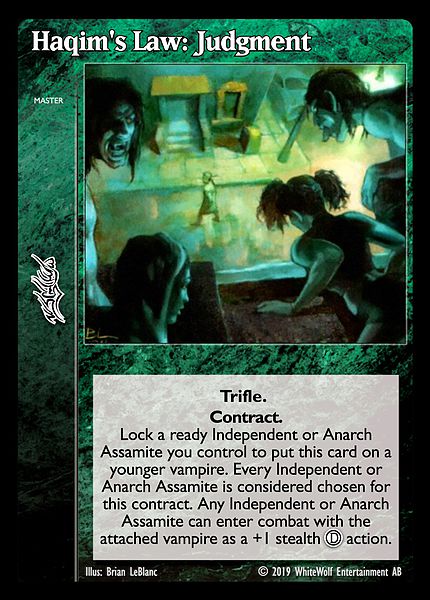 Haqim's Law: Judgment
MASTER
BL
Trifle.
Contract.
Lock a ready Independent or Anarch
Assamite you control to put this card on a
younger vampire. Every Independent or
Anarch Assamite is considered chosen for
this contract. Any Independent or Anarch
Assamite can enter combat with the
attached vampire as a +1 stealth Ⓓ action.
Illus: Brian LeBlanc © 2019 WhiteWolf Entertainment AB